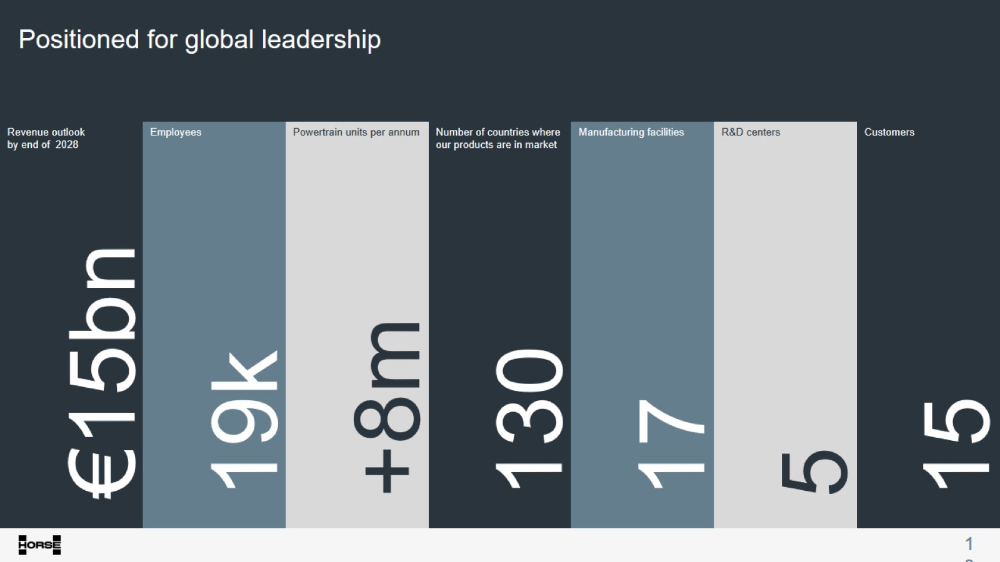 Positioned for global leadership
Revenue outlook
by end of 2028
€15bn
Employees
19k
Powertrain units per annum
+8m
Number of countries where
our products are in market
130
Manufacturing facilities
17
R&D centers
5
Customers
15
HORSE
1